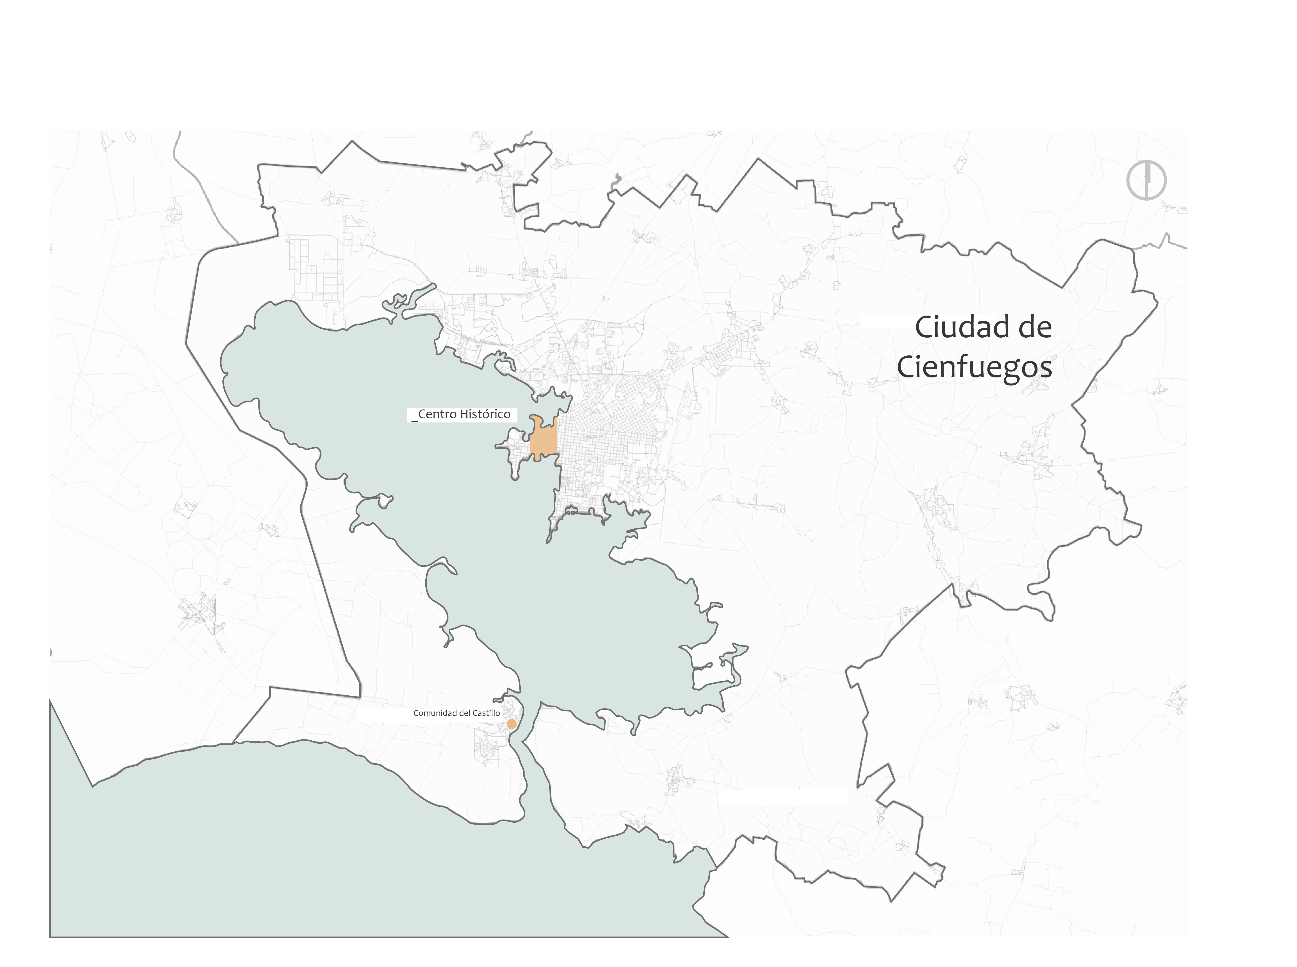 Ciudad de
Cienfuegos
_Centro Histórico
Comunidad del Castillo